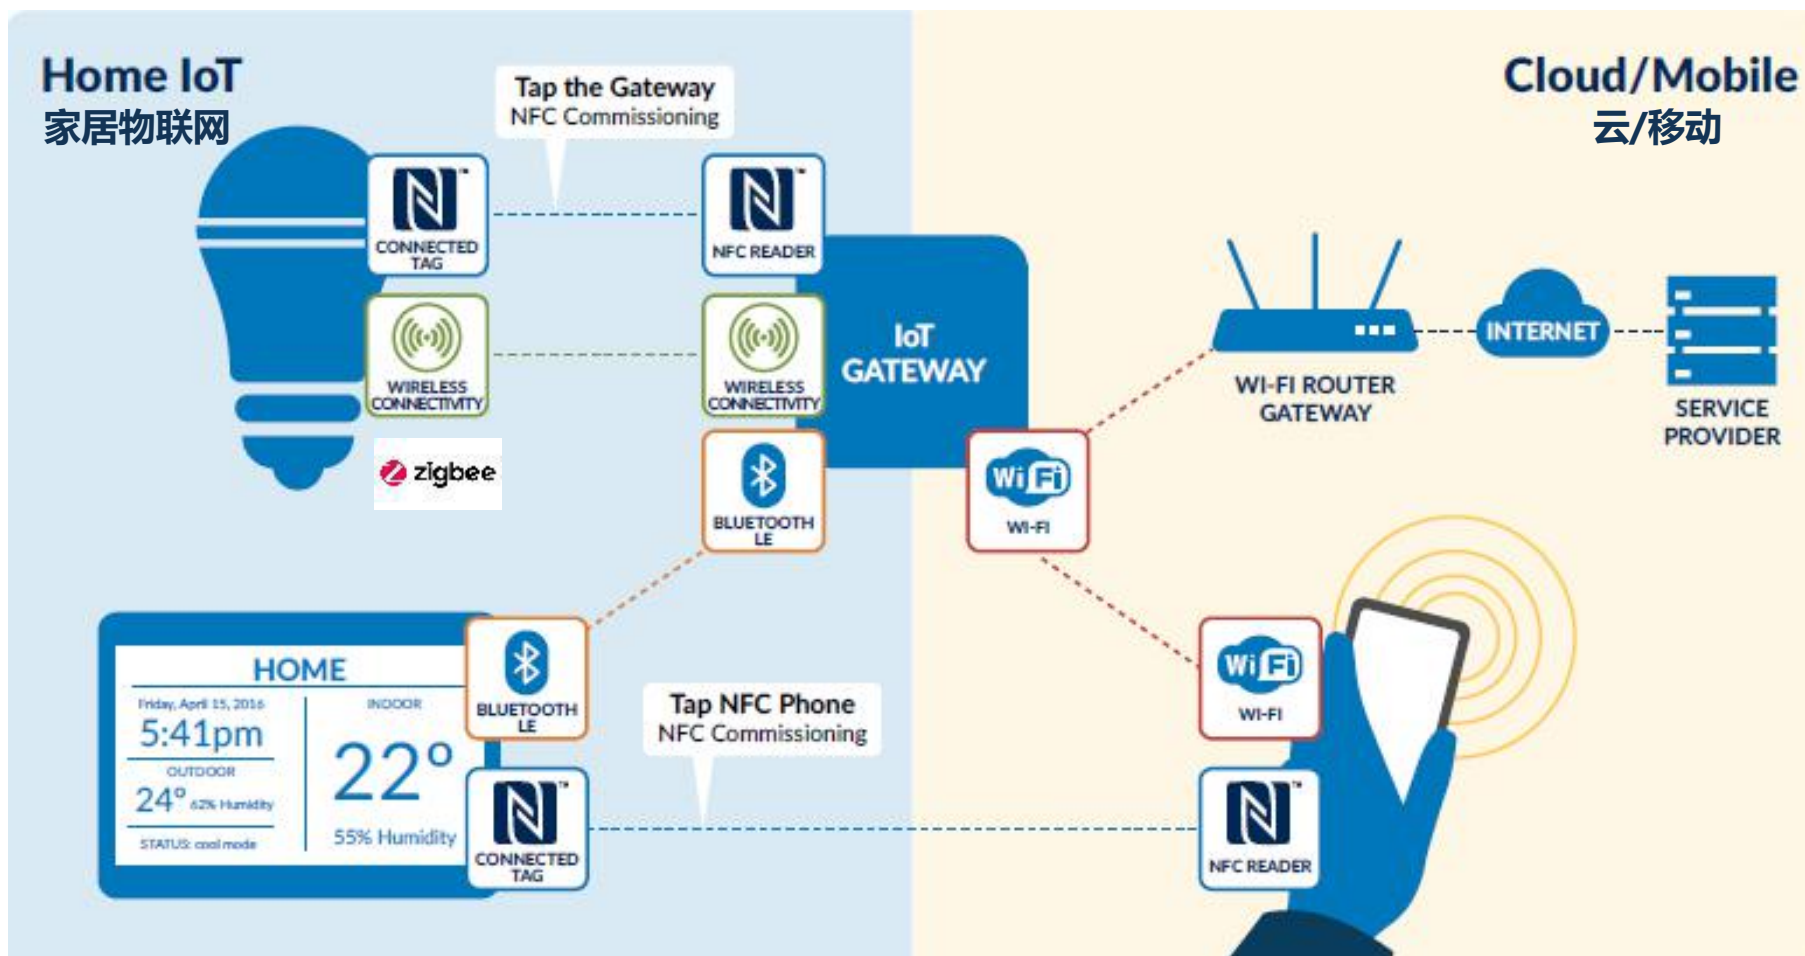 Home IoT
家居物联网
Tap the Gateway
NFC Commissioning
Cloud/Mobile
云/移动
CONNECTED
TAG
NFC READER
WIRELESS
CONNECTIVITY
WIRELESS
CONNECTIVITY
IoT
GATEWAY
zigbee
BLUETOOTH
LE
Wi Fi
WI-FI
WI-FI ROUTER
GATEWAY
INTERNET
SERVICE
PROVIDER
HOME
Friday, April 15, 2016
5:41pm
OUTDOOR
24° 62% Humidity
STATUS: cool mode
INDOOR
22°
55% Humidity
BLUETOOTH
LE
CONNECTED
TAG
Tap NFC Phone
NFC Commissioning
Wi Fi
WI-FI
NFC READER